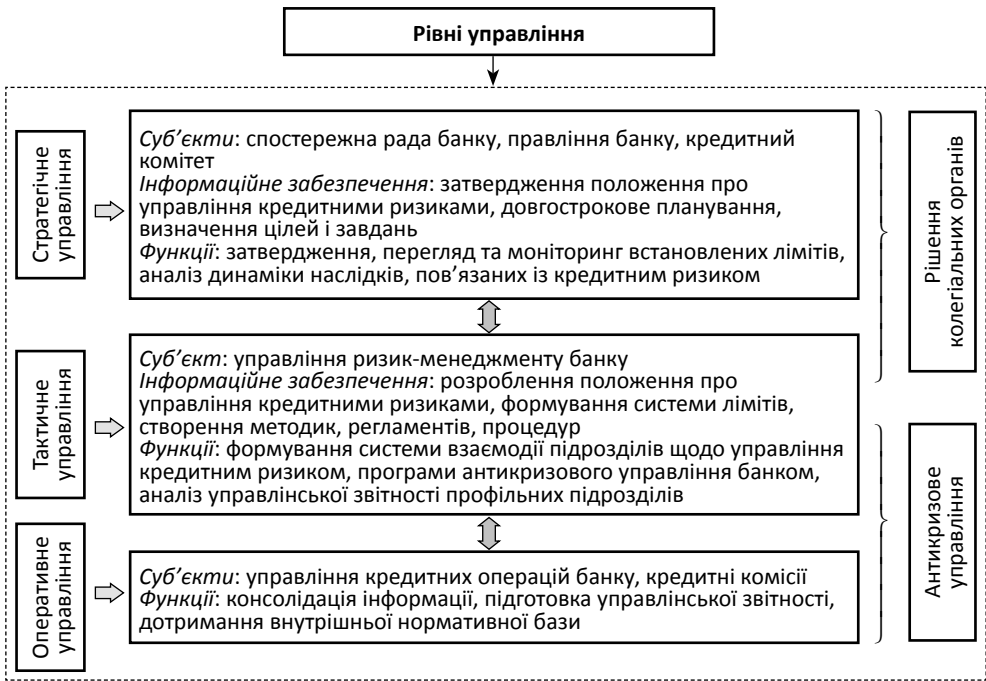 Рівні управління
Стратегічне
управління
Суб’єкти: спостережна рада банку, правління банку, кредитний
комітет
Інформаційне забезпечення: затвердження положення про
управління кредитними ризиками, довгострокове планування,
визначення цілей і завдань
Функції: затвердження, перегляд та моніторинг встановлених лімітів,
аналіз динаміки наслідків, пов’язаних із кредитним ризиком
Рішення
колегіальних органів
Тактичне
управління
Суб’єкт: управління ризик-менеджменту банку
Інформаційне забезпечення: розроблення положення про
управління кредитними ризиками, формування системи лімітів,
створення методик, регламентів, процедур
Функції: формування системи взаємодії підрозділів щодо управління
кредитним ризиком, програми антикризового управління банком,
аналіз управлінської звітності профільних підрозділів
Антикризове
управління
Оперативне
управління
Суб’єкти: управління кредитних операцій банку, кредитні комісії
Функції: консолідація інформації, підготовка управлінської звітності,
дотримання внутрішньої нормативної бази